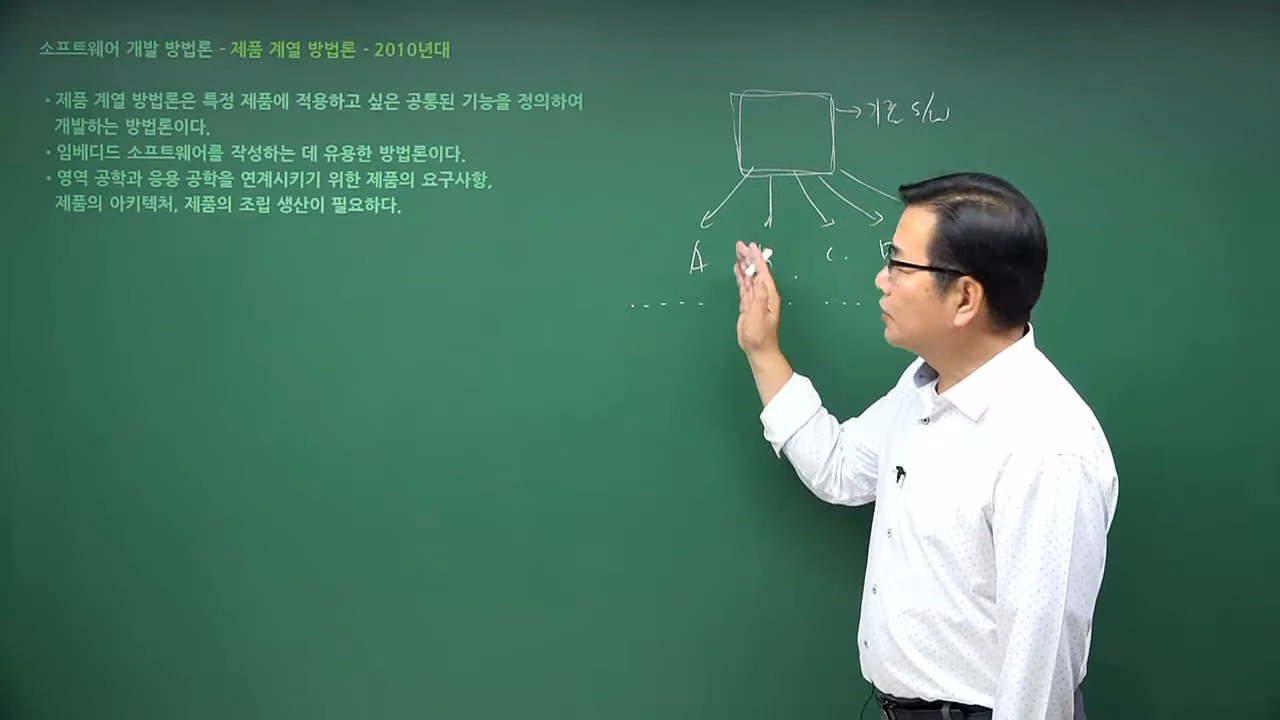 소프트웨어 개발 방법론 - 제품 계열 방법론 - 2010년대
• 제품 계열 방법론은 특정 제품에 적용하고 싶은 공통된 기능을 정의하여
개발하는 방법론이다.
• 임베디드 소프트웨어를 작성하는 데 유용한 방법론이다.
• 영역 공학과 응용 공학을 연계시키기 위한 제품의 요구사항,
제품의 아키텍처, 제품의 조립 생산이 필요하다.
S/W
A C.